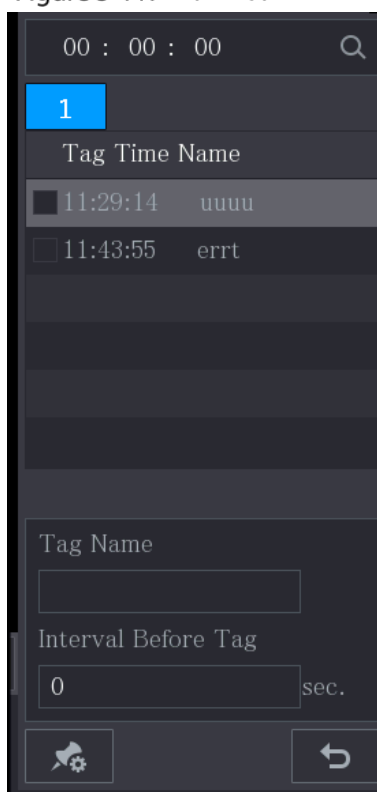 00 : 00 : 00
1
Tag Time Name
11:29:14 uuuu
11:43:55 errt
Tag Name
Interval Before Tag
0 sec.